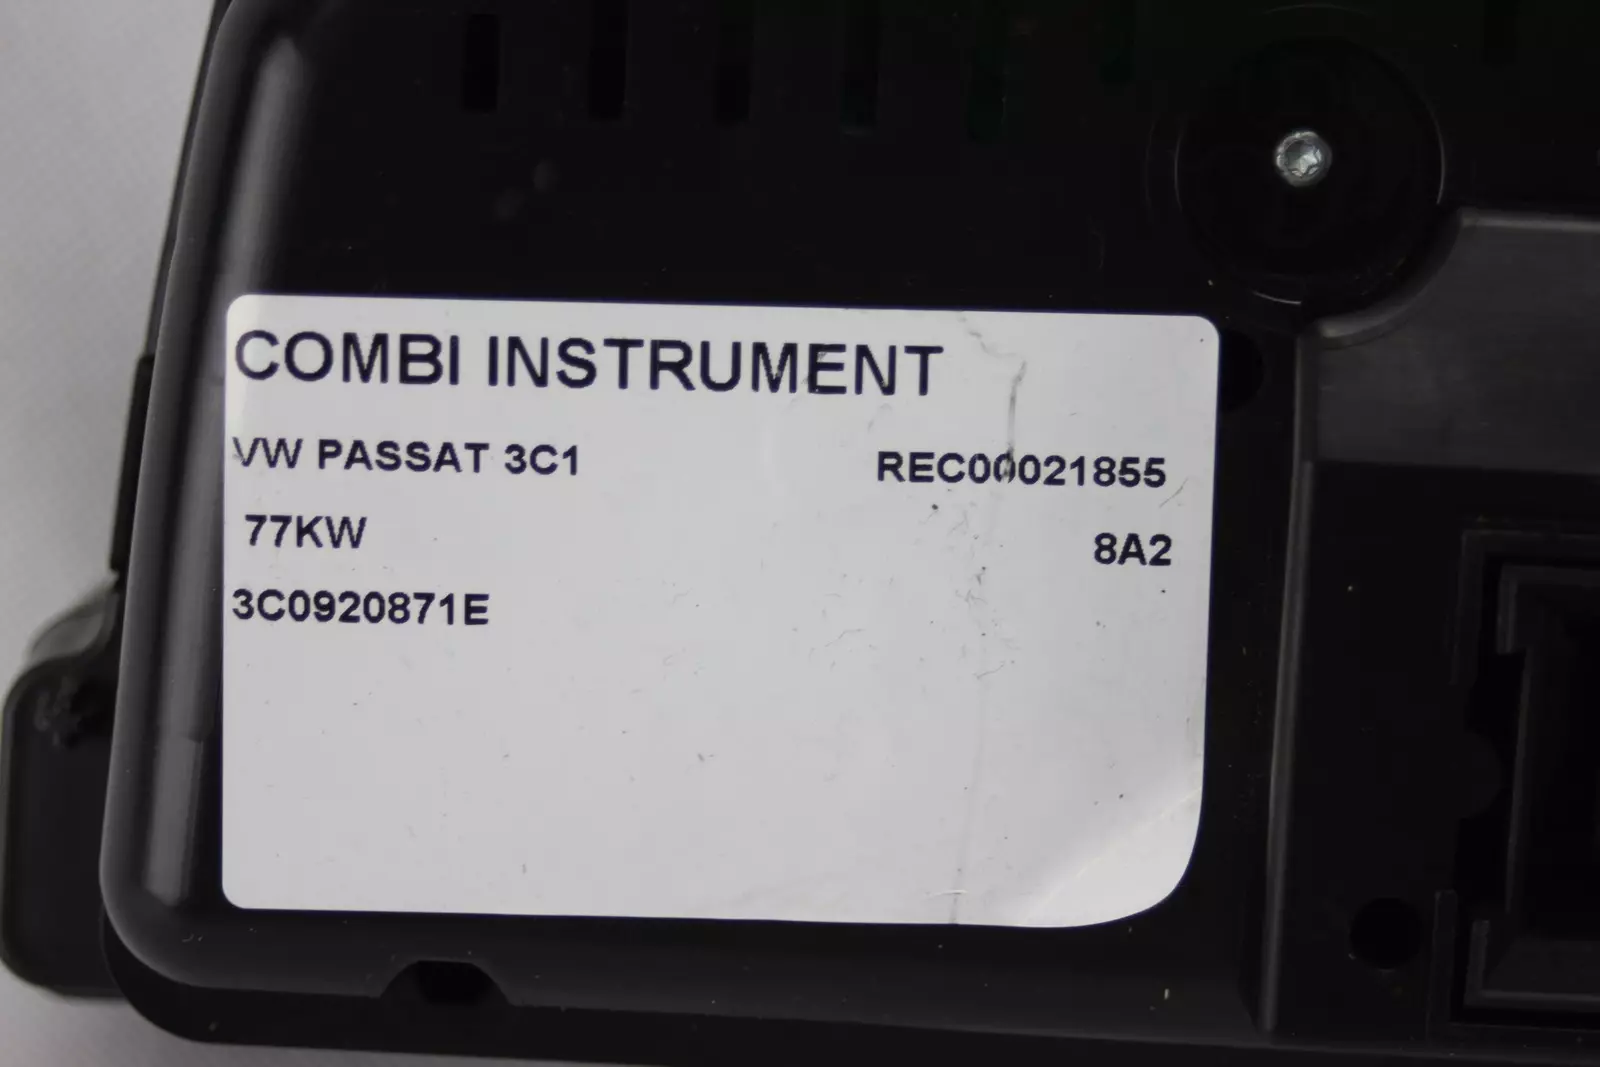 COMBI INSTRUMENT
VW PASSAT 3C1 REC00021855
77KW 8A2
3C0920871E